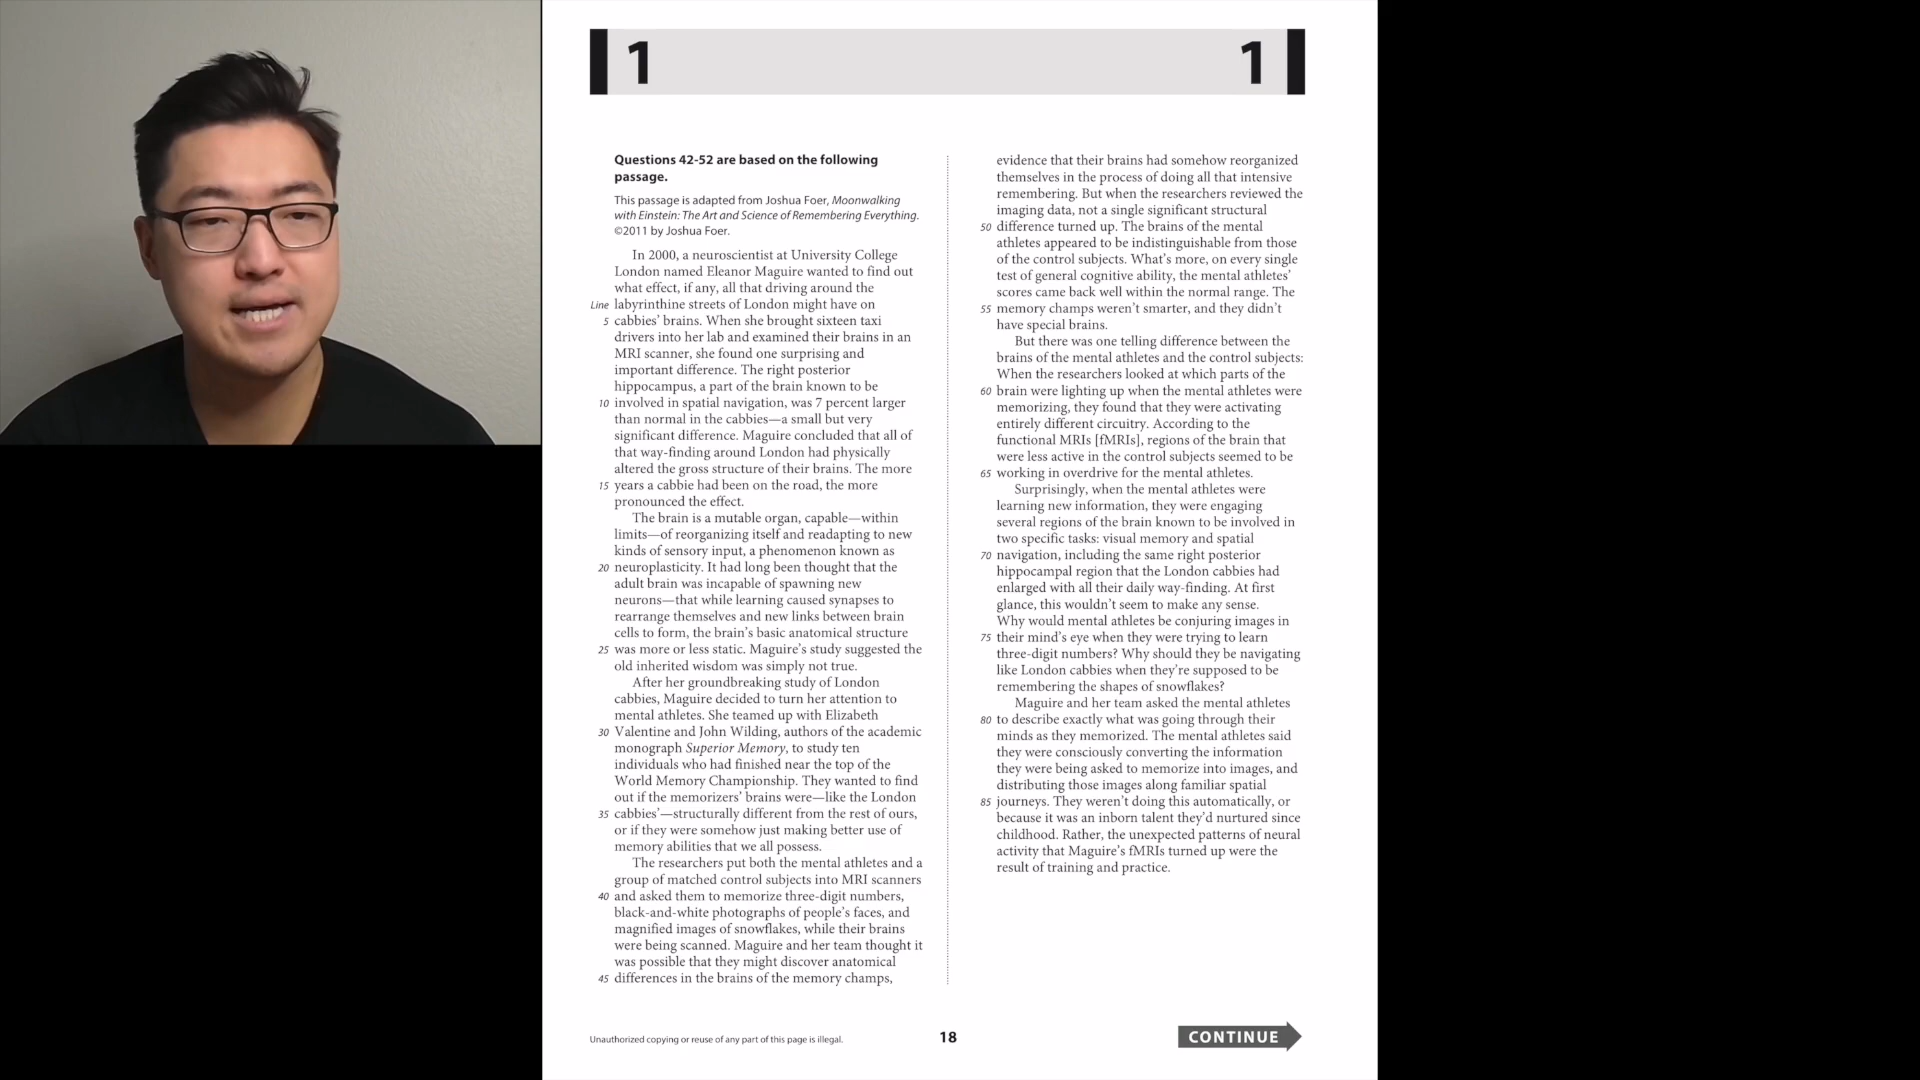 1 1
Questions 42-52 are based on the following
passage.
This passage is adapted from Joshua Foer, Moonwalking
with Einstein: The Art and Science of Remembering Everything.
©2011 by Joshua Foer.
In 2000, a neuroscientist at University College
London named Eleanor Maguire wanted to find out
what effect, if any, all that driving around the
Line labyrinthine streets of London might have on
5 cabbies’ brains. When she brought sixteen taxi
drivers into her lab and examined their brains in an
MRI scanner, she found one surprising and
important difference. The right posterior
hippocampus, a part of the brain known to be
10 involved in spatial navigation, was 7 percent larger
than normal in the cabbies—a small but very
significant difference. Maguire concluded that all of
that way-finding around London had physically
altered the gross structure of their brains. The more
15 years a cabbie had been on the road, the more
pronounced the effect.
The brain is a mutable organ, capable—within
limits—of reorganizing itself and readapting to new
kinds of sensory input, a phenomenon known as
20 neuroplasticity. It had long been thought that the
adult brain was incapable of spawning new
neurons—that while learning caused synapses to
rearrange themselves and new links between brain
cells to form, the brain’s basic anatomical structure
25 was more or less static. Maguire’s study suggested the
old inherited wisdom was simply not true.
After her groundbreaking study of London
cabbies, Maguire decided to turn her attention to
mental athletes. She teamed up with Elizabeth
30 Valentine and John Wilding, authors of the academic
monograph Superior Memory, to study ten
individuals who had finished near the top of the
World Memory Championship. They wanted to find
out if the memorizers’ brains were—like the London
35 cabbies’—structurally different from the rest of ours,
or if they were somehow just making better use of
memory abilities that we all possess.
The researchers put both the mental athletes and a
group of matched control subjects into MRI scanners
40 and asked them to memorize three-digit numbers,
black-and-white photographs of people’s faces, and
magnified images of snowflakes, while their brains
were being scanned. Maguire and her team thought it
was possible that they might discover anatomical
45 differences in the brains of the memory champs,
evidence that their brains had somehow reorganized
themselves in the process of doing all that intensive
remembering. But when the researchers reviewed the
imaging data, not a single significant structural
50 difference turned up. The brains of the mental
athletes appeared to be indistinguishable from those
of the control subjects. What’s more, on every single
test of general cognitive ability, the mental athletes’
scores came back well within the normal range. The
55 memory champs weren’t smarter, and they didn’t
have special brains.
But there was one telling difference between the
brains of the mental athletes and the control subjects:
When the researchers looked at which parts of the
60 brain were lighting up when the mental athletes were
memorizing, they found that they were activating
entirely different circuitry. According to the
functional MRIs [fMRIs], regions of the brain that
were less active in the control subjects seemed to be
65 working in overdrive for the mental athletes.
Surprisingly, when the mental athletes were
learning new information, they were engaging
several regions of the brain known to be involved in
two specific tasks: visual memory and spatial
70 navigation, including the same right posterior
hippocampal region that the London cabbies had
enlarged with all their daily way-finding. At first
glance, this wouldn’t seem to make any sense.
Why would mental athletes be conjuring images in
75 their mind’s eye when they were trying to learn
three-digit numbers? Why should they be navigating
like London cabbies when they’re supposed to be
remembering the shapes of snowflakes?
Maguire and her team asked the mental athletes
80 to describe exactly what was going through their
minds as they memorized. The mental athletes said
they were consciously converting the information
they were being asked to memorize into images, and
distributing those images along familiar spatial
85 journeys. They weren’t doing this automatically, or
because it was an inborn talent they’d nurtured since
childhood. Rather, the unexpected patterns of neural
activity that Maguire’s fMRIs turned up were the
result of training and practice.
Unauthorized copying or reuse of any part of this page is illegal.
18
CONTINUE